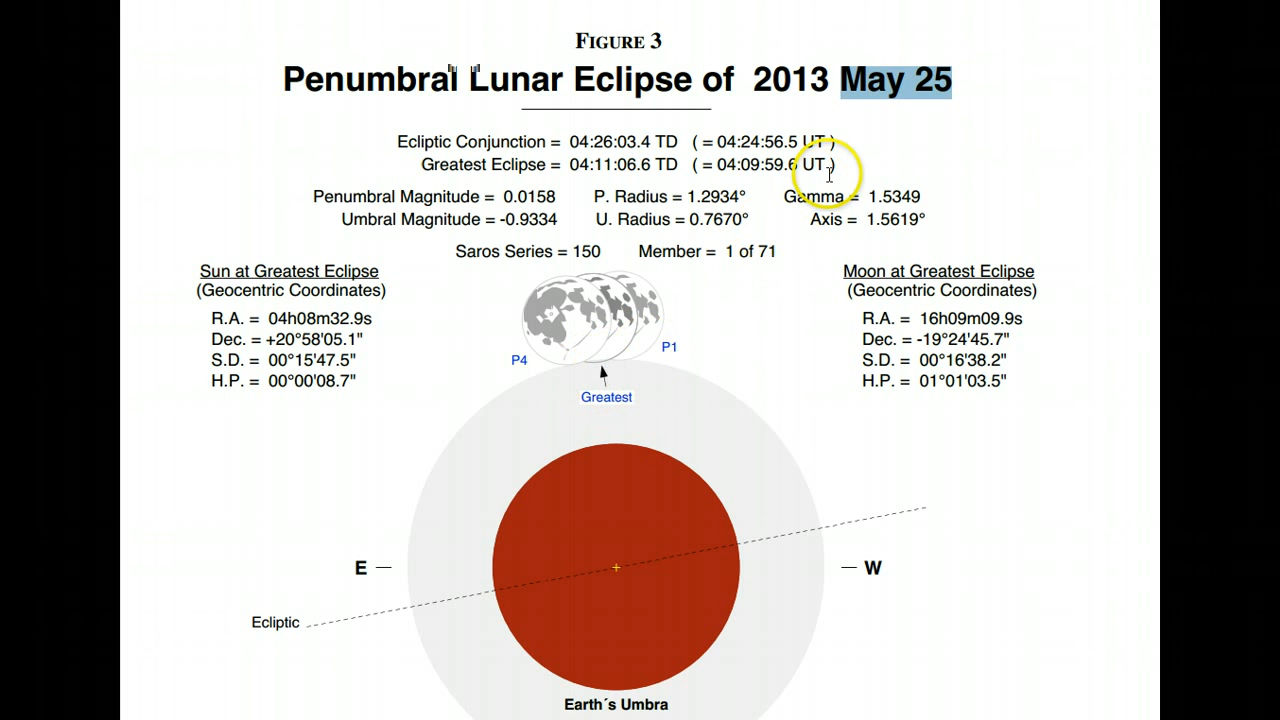 FIGURE 3
Penumbral Lunar Eclipse of 2013 May 25
Ecliptic Conjunction = 04:26:03.4 TD ( = 04:24:56.5 UT )
Greatest Eclipse = 04:11:06.6 TD ( = 04:09:59.6 UT )
Penumbral Magnitude = 0.0158 P. Radius = 1.2934° Gamma = 1.5349
Umbral Magnitude = -0.9334 U. Radius = 0.7670° Axis = 1.5619°
Saros Series = 150 Member = 1 of 71
Sun at Greatest Eclipse
(Geocentric Coordinates)
R.A. = 04h08m32.9s
Dec. = +20°58'05.1"
S.D. = 00°15'47.5"
H.P. = 00°00'08.7"
Moon at Greatest Eclipse
(Geocentric Coordinates)
R.A. = 16h09m09.9s
Dec. = -19°24'45.7"
S.D. = 00°16'38.2"
H.P. = 01°01'03.5"
P4
P1
Greatest
E
W
Ecliptic
Earth´s Umbra